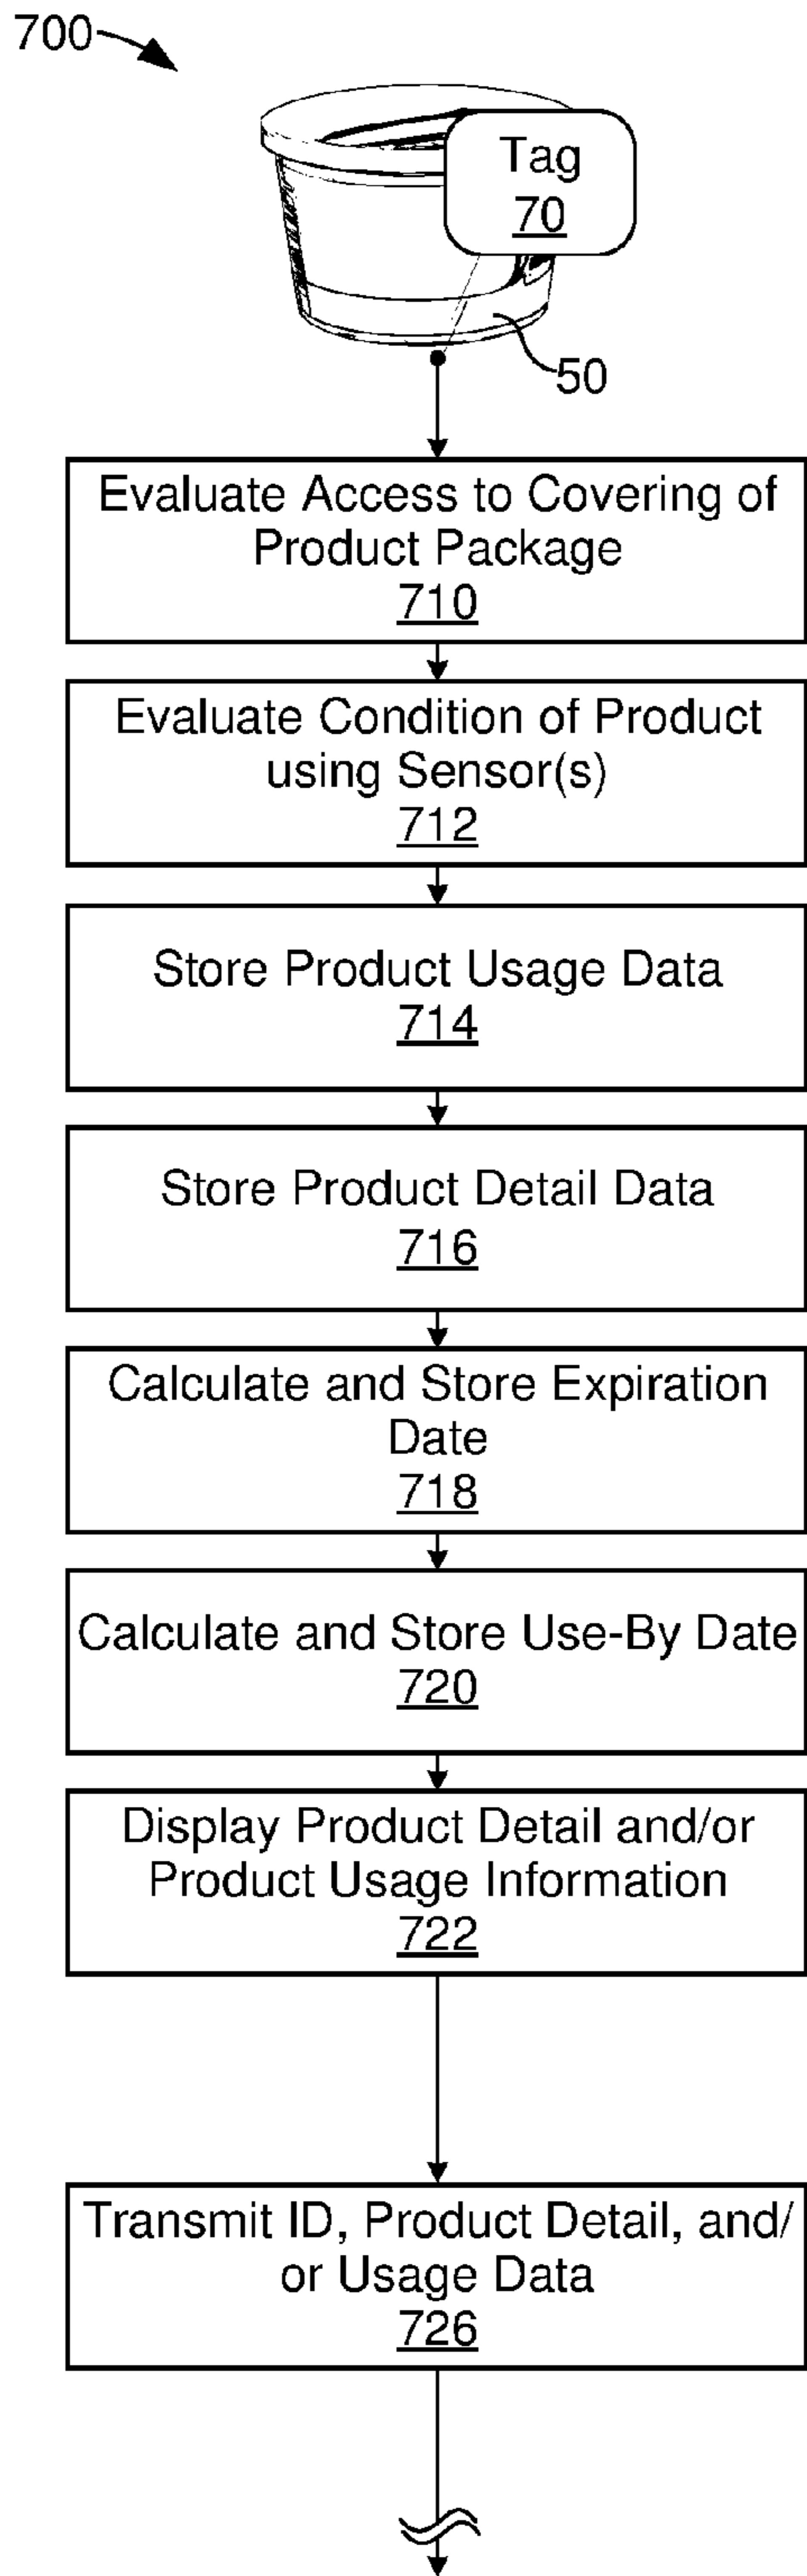 700
Tag
70
50
Evaluate Access to Covering of
Product Package
710
Evaluate Condition of Product
using Sensor(s)
712
Store Product Usage Data
714
Store Product Detail Data
716
Calculate and Store Expiration
Date
718
Calculate and Store Use-By Date
720
Display Product Detail and/or
Product Usage Information
722
Transmit ID, Product Detail, and/
or Usage Data
726